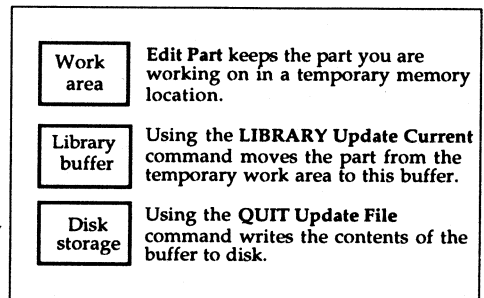 Work
area
Edit Part keeps the part you are
working on in a temporary memory
location.
Library
buffer
Using the LIBRARY Update Current
command moves the part from the
temporary work area to this buffer.
Disk
storage
Using the QUIT Update File
command writes the contents of the
buffer to disk.